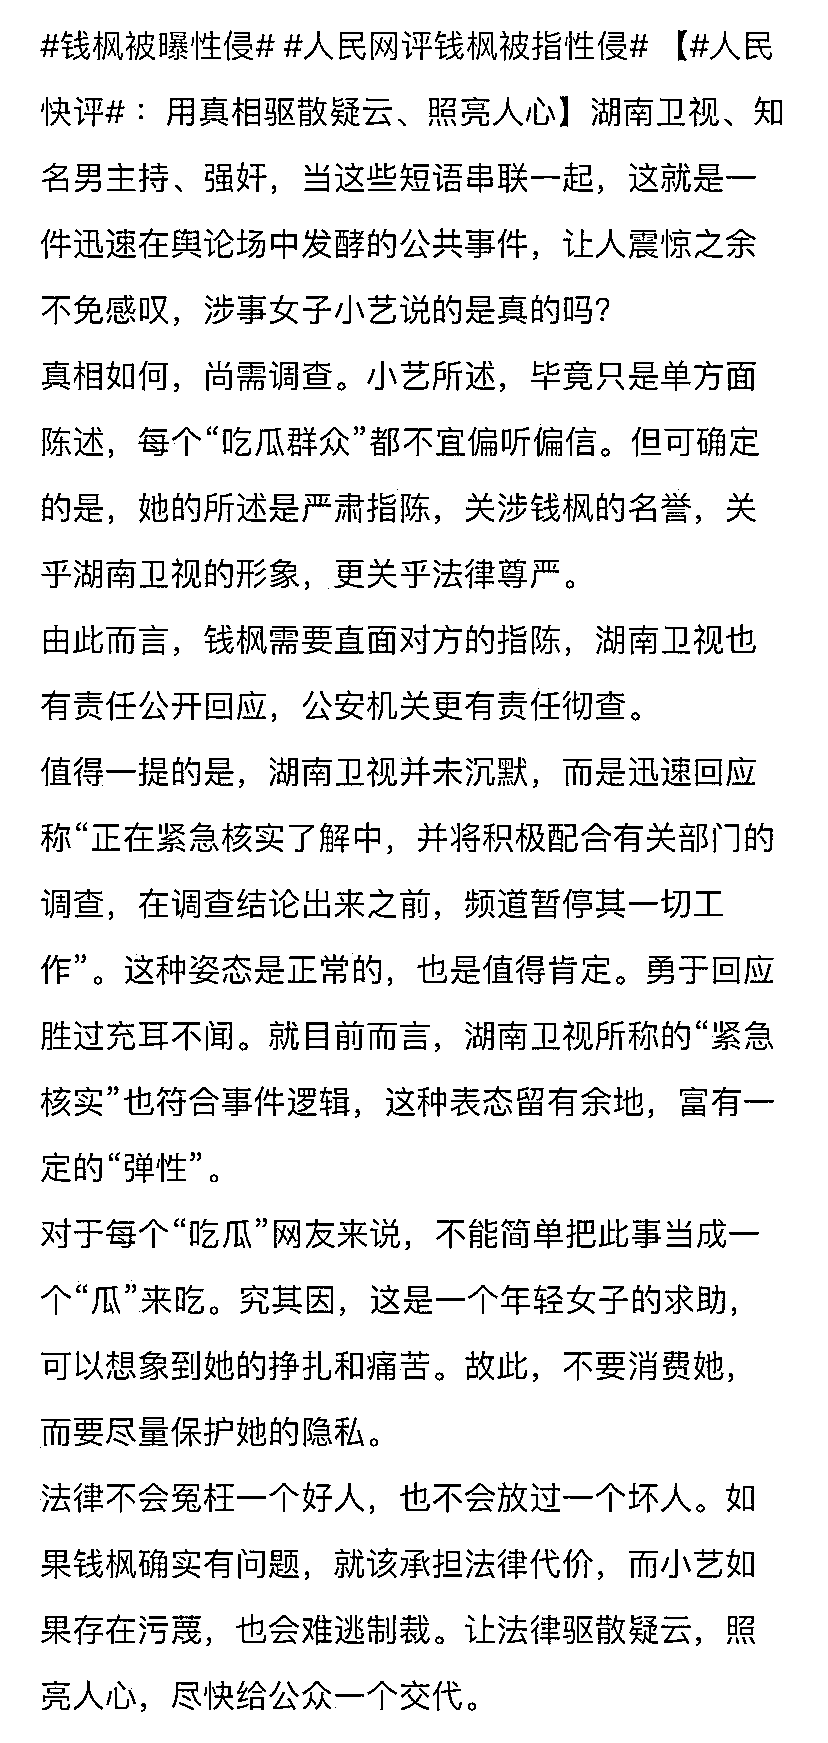 #钱枫被曝性侵# #人民网评钱枫被指性侵# 【#人民
快评#：用真相驱散疑云、照亮人心】湖南卫视、知
名男主持、强奸，当这些短语串联一起，这就是一
件迅速在舆论场中发酵的公共事件，让人震惊之余
不免感叹，涉事女子小艺说的是真的吗？
真相如何，尚需调查。小艺所述，毕竟只是单方面
陈述，每个“吃瓜群众”都不宜偏听偏信。但可确定
的是，她的所述是严肃指陈，关涉钱枫的名誉，关
乎湖南卫视的形象，更关乎法律尊严。
由此而言，钱枫需要直面对方的指陈，湖南卫视也
有责任公开回应，公安机关更有责任彻查。
值得一提的是，湖南卫视并未沉默，而是迅速回应
称“正在紧急核实了解中，并将积极配合有关部门的
调查，在调查结论出来之前，频道暂停其一切工
作”。这种姿态是正常的，也是值得肯定。勇于回应
胜过充耳不闻。就目前而言，湖南卫视所称的“紧急
核实”也符合事件逻辑，这种表态留有余地，富有一
定的“弹性”。
对于每个“吃瓜”网友来说，不能简单把此事当成一
个“瓜”来吃。究其因，这是一个年轻女子的求助，
可以想象到她的挣扎和痛苦。故此，不要消费她，
而要尽量保护她的隐私。
法律不会冤枉一个好人，也不会放过一个坏人。如
果钱枫确实有问题，就该承担法律代价，而小艺如
果存在污蔑，也会难逃制裁。让法律驱散疑云，照
亮人心，尽快给公众一个交代。